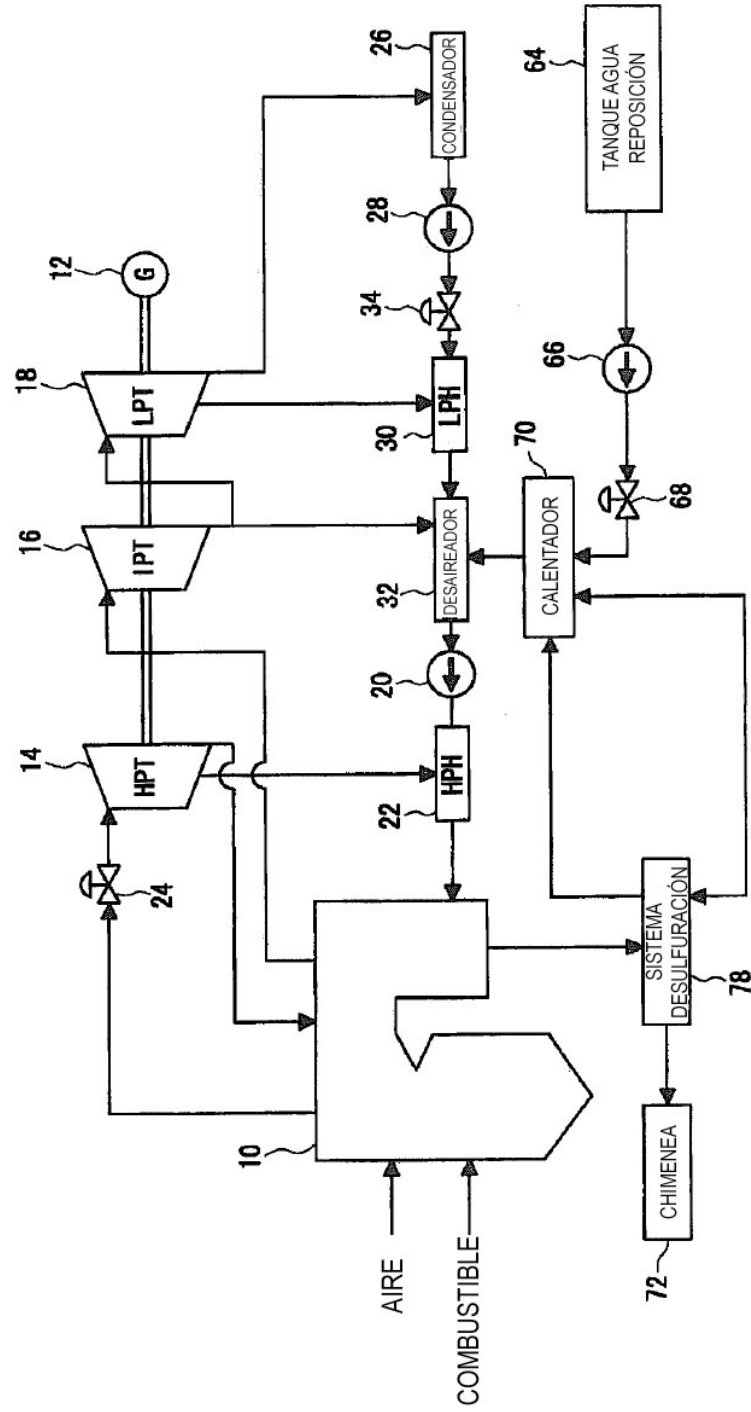 12
G
18
LPT
16
IPT
14
HPT
24
26
CONDENSADOR
28
34
LPH
30
DESAIREADOR
32
20
HPH
22
10
AIRE
COMBUSTIBLE
64
TANQUE AGUA
REPOSICIÓN
66
68
70
CALENTADOR
SISTEMA
DESULFURACIÓN
78
CHIMENEA
72